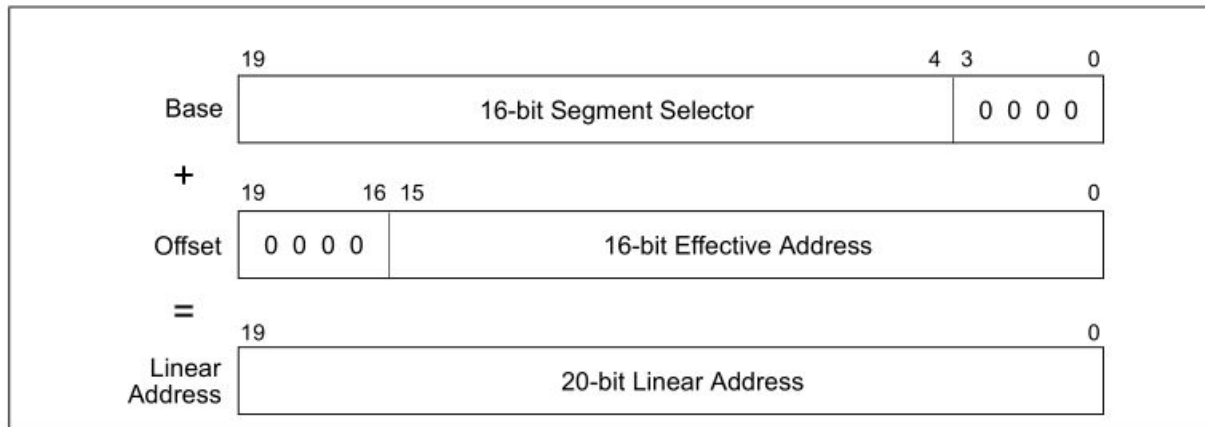 19 4 3 0
Base 16-bit Segment Selector 0 0 0 0
+
19 16 15 0
Offset 0 0 0 0 16-bit Effective Address
=
19 0
Linear
Address 20-bit Linear Address